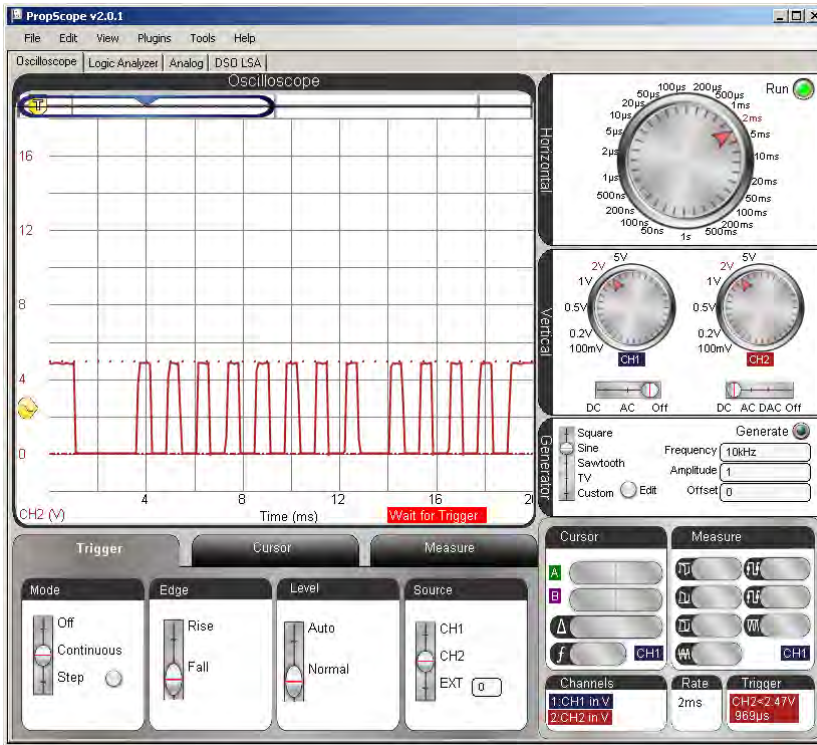 PropScope v2.0.1
File Edit View Plugins Tools Help
Oscilloscope Logic Analyzer Analog DSO LSA
Oscilloscope
T
16
12
8
4
0
4 8 12 16 20
CH2 (V)
Time (ms)
Wait for Trigger
Horizontal
Run
50ns
100ns
200ns
500ns
1µs
2µs
5µs
10µs
20µs
50µs
100µs
200µs
500µs
1ms
2ms
5ms
10ms
20ms
50ms
100ms
200ms
500ms
1s
Vertical
5V
2V
1V
0.5V
0.2V
100mV
CH1
DC AC Off
5V
2V
1V
0.5V
0.2V
100mV
CH2
DC AC DAC Off
Generator
Square
Sine
Sawtooth
TV
Custom
Edit
Generate
Frequency 10kHz
Amplitude 1
Offset 0
Trigger Cursor Measure
Mode
Off
Continuous
Step
Edge
Rise
Fall
Level
Auto
Normal
Source
CH1
CH2
EXT 0
Cursor
A
B
Δ
f
CH1
Measure
CH1
Channels
1:CH1 in V
2:CH2 in V
Rate
2ms
Trigger
CH2<2.47V
969µs